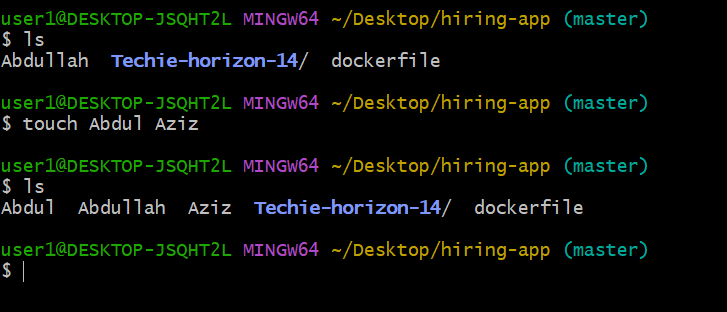 user1@DESKTOP-JSQHT2L MINGW64 ~/Desktop/hiring-app (master)
$ ls
Abdullah  Techie-horizon-14/  dockerfile
user1@DESKTOP-JSQHT2L MINGW64 ~/Desktop/hiring-app (master)
$ touch Abdul Aziz
user1@DESKTOP-JSQHT2L MINGW64 ~/Desktop/hiring-app (master)
$ ls
Abdul  Abdullah  Aziz  Techie-horizon-14/  dockerfile
user1@DESKTOP-JSQHT2L MINGW64 ~/Desktop/hiring-app (master)
$